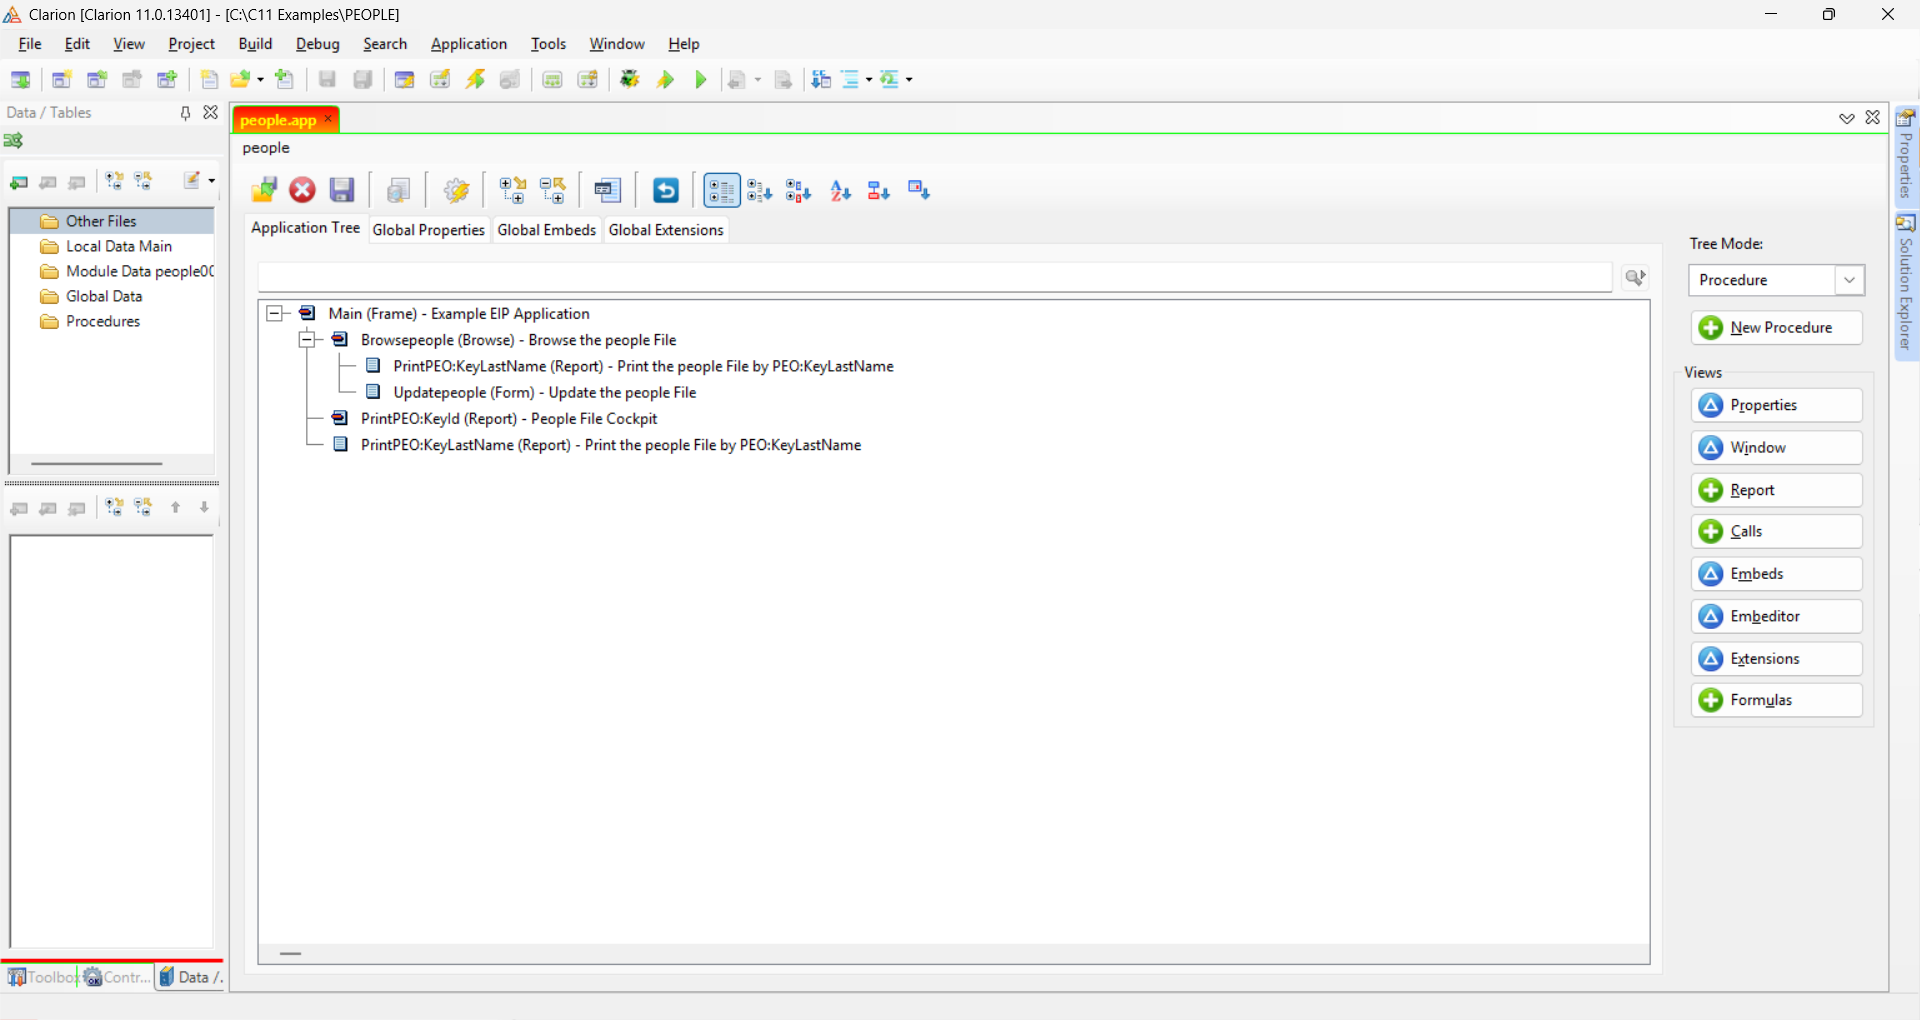 Clarion [Clarion 11.0.13401] - [C:\C11 Examples\PEOPLE]
File Edit View Project Build Debug Search Application Tools Window Help
Data / Tables
people.app
people
Other Files
Local Data Main
Module Data people00
Global Data
Procedures
Application Tree Global Properties Global Embeds Global Extensions
Main (Frame) - Example EIP Application
Browsepeople (Browse) - Browse the people File
PrintPEO:KeyLastName (Report) - Print the people File by PEO:KeyLastName
Updatepeople (Form) - Update the people File
PrintPEO:KeyId (Report) - People File Cockpit
PrintPEO:KeyLastName (Report) - Print the people File by PEO:KeyLastName
Tree Mode:
Procedure
New Procedure
Views
Properties
Window
Report
Calls
Embeds
Embeditor
Extensions
Formulas
Properties
Solution Explorer
Toolbox Contr... Data /.